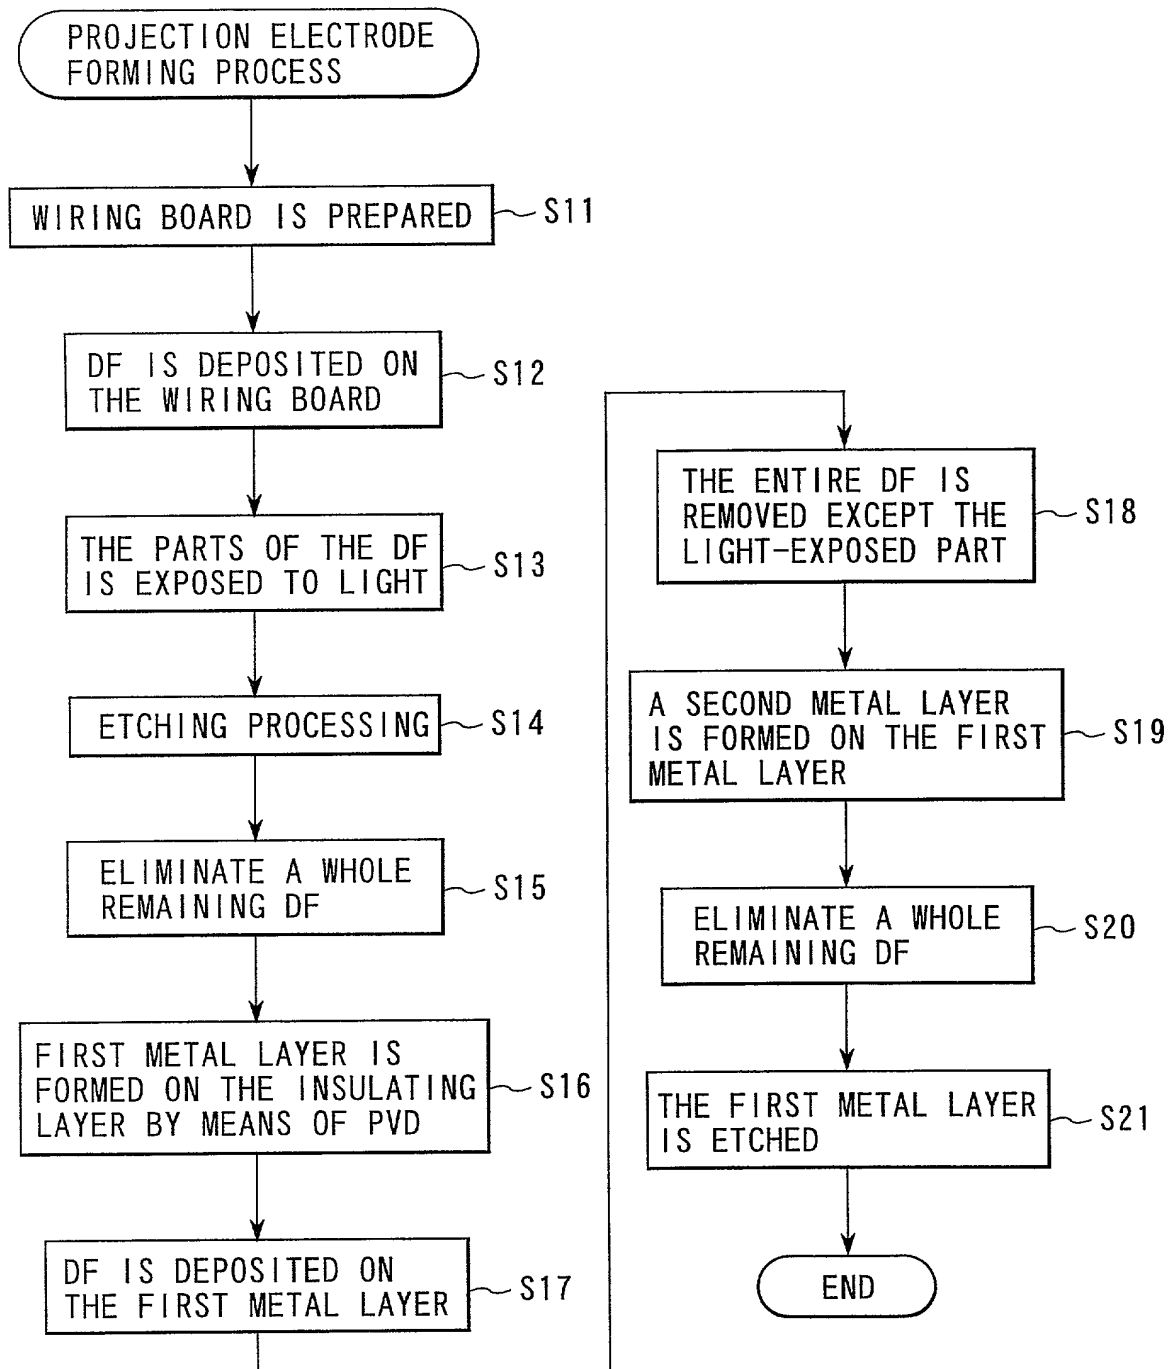 PROJECTION ELECTRODE
FORMING PROCESS
WIRING BOARD IS PREPARED
S11
DF IS DEPOSITED ON
THE WIRING BOARD
S12
THE PARTS OF THE DF
IS EXPOSED TO LIGHT
S13
ETCHING PROCESSING
S14
ELIMINATE A WHOLE
REMAINING DF
S15
FIRST METAL LAYER IS
FORMED ON THE INSULATING
LAYER BY MEANS OF PVD
S16
DF IS DEPOSITED ON
THE FIRST METAL LAYER
S17
THE ENTIRE DF IS
REMOVED EXCEPT THE
LIGHT-EXPOSED PART
S18
A SECOND METAL LAYER
IS FORMED ON THE FIRST
METAL LAYER
S19
ELIMINATE A WHOLE
REMAINING DF
S20
THE FIRST METAL LAYER
IS ETCHED
S21
END